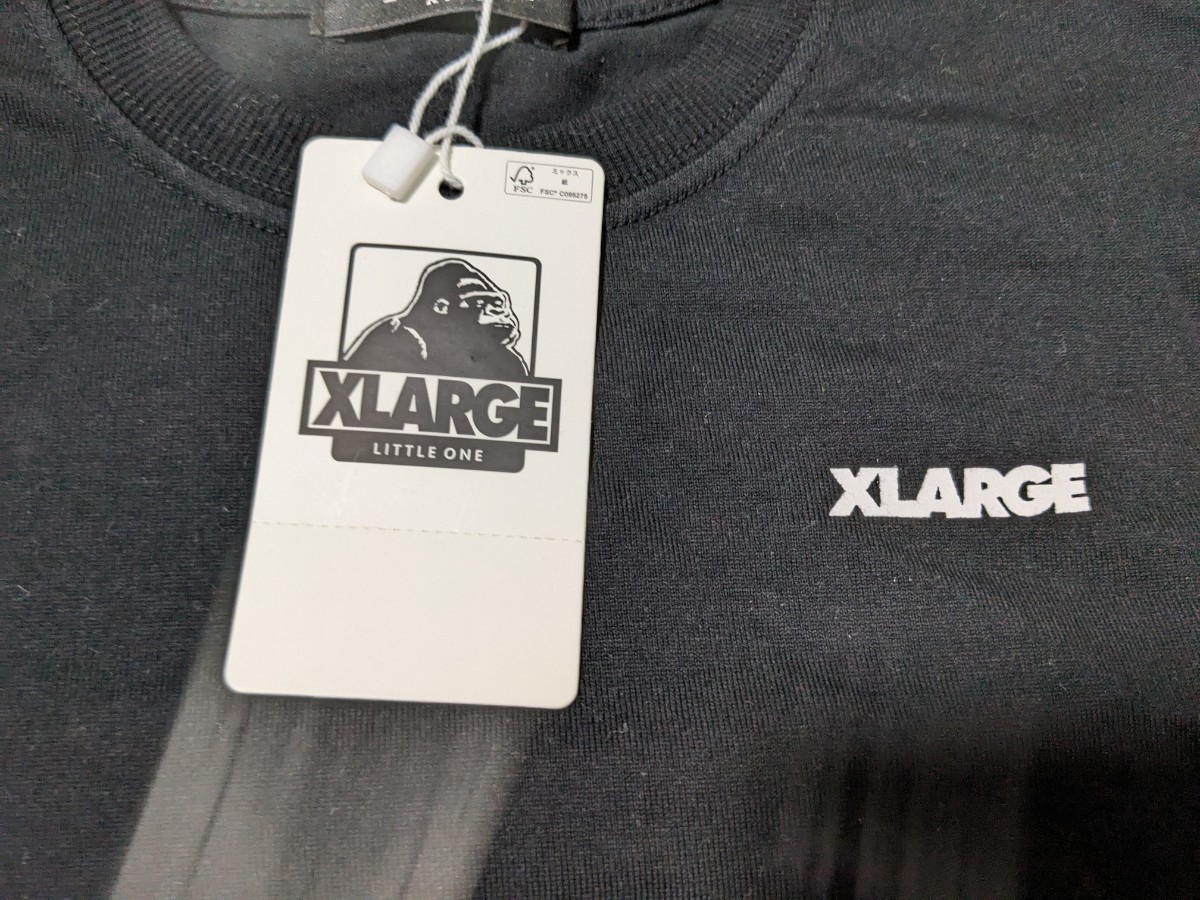 ミックス
紙
FSC
FSC® C095275
XLARGE
LITTLE ONE
XLARGE